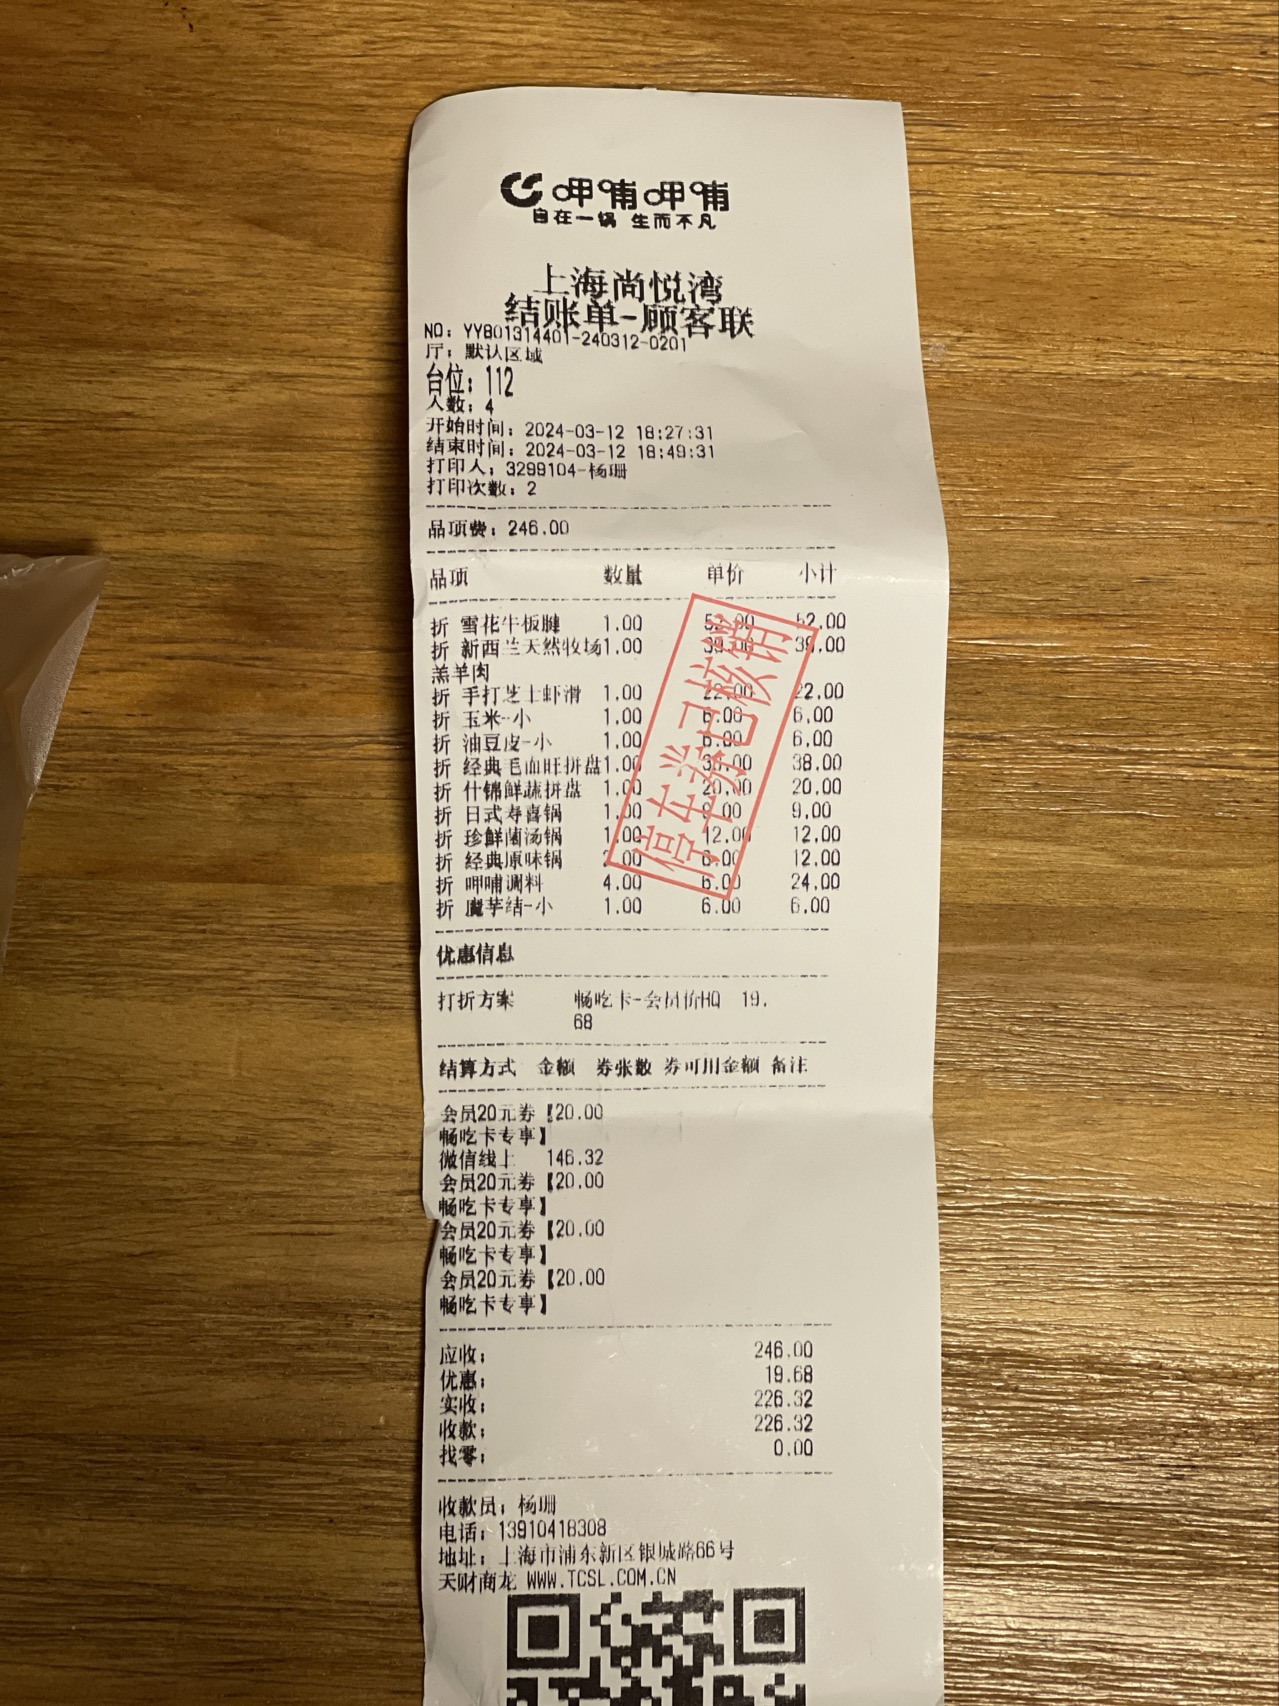 呷哺呷哺
自在一锅 生而不凡
上海尚悦湾
结账单-顾客联
NO: YYB01314401-240312-0201
厅: 默认区域
台位: 112
人数: 4
开始时间: 2024-03-12 18:27:31
结束时间: 2024-03-12 18:49:31
打印人: 3299104-杨珊
打印次数: 2
品项费: 246.00
品项 数量 单价 小计
折 雪花牛板腱 1.00 52.00 52.00
折 新西兰天然牧场1.00 39.00 39.00
羔羊肉
折 手打芝士虾滑 1.00 22.00 22.00
折 玉米-小 1.00 6.00 6.00
折 油豆皮-小 1.00 6.00 6.00
折 经典毛血旺拼盘1.00 38.00 38.00
折 什锦鲜蔬拼盘 1.00 20.00 20.00
折 日式寿喜锅 1.00 9.00 9.00
折 珍鲜菌汤锅 1.00 12.00 12.00
折 经典原味锅 2.00 6.00 12.00
折 呷哺调料 4.00 6.00 24.00
折 魔芋结-小 1.00 6.00 6.00
停车券已核销
优惠信息
打折方案 畅吃卡-会员价HQ 19.
68
结算方式 金额 券张数 券可用金额 备注
会员20元券【20.00
畅吃卡专享】
微信线上 146.32
会员20元券【20.00
畅吃卡专享】
会员20元券【20.00
畅吃卡专享】
会员20元券【20.00
畅吃卡专享】
应收: 246.00
优惠: 19.68
实收: 226.32
收款: 226.32
找零: 0.00
收款员: 杨珊
电话: 13910418308
地址: 上海市浦东新区银城路66号
天财商龙 WWW.TCSL.COM.CN